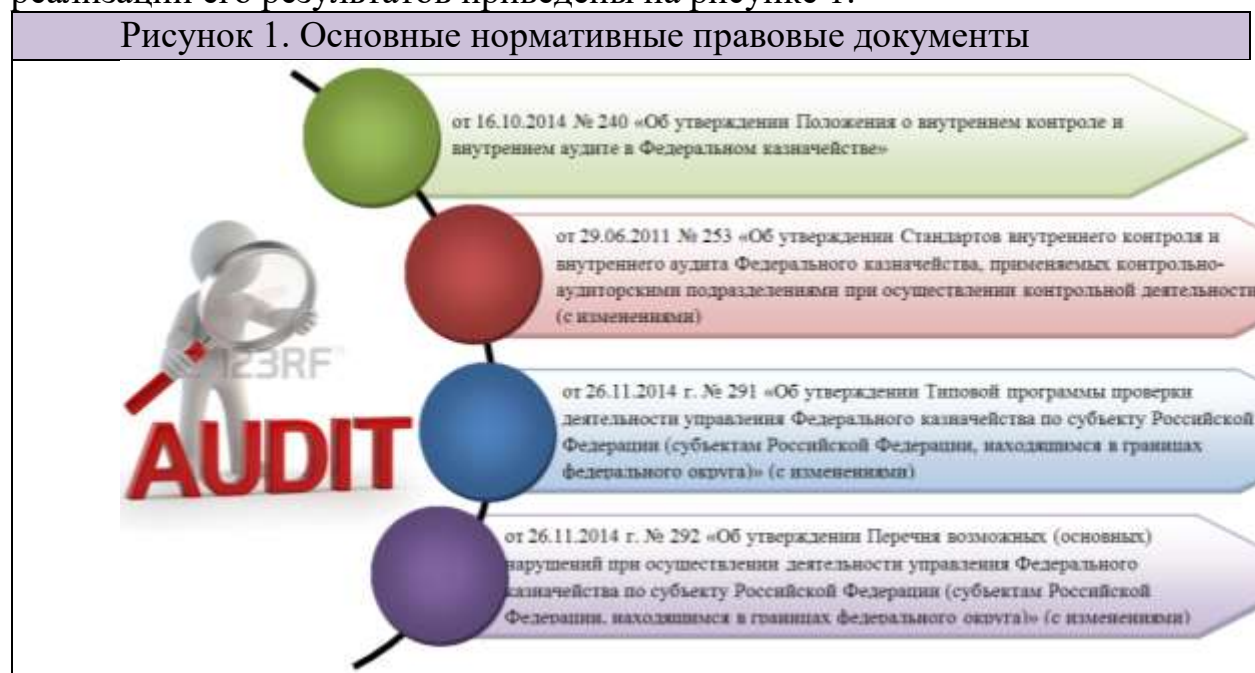 реализации его результатов приведены на рисунке 1.
Рисунок 1. Основные нормативные правовые документы
от 16.10.2014 № 240 «Об утверждении Положения о внутреннем контроле и
внутреннем аудите в Федеральном казначействе»
от 29.06.2011 № 253 «Об утверждении Стандартов внутреннего контроля и
внутреннего аудита Федерального казначейства, применяемых контрольно-
аудиторскими подразделениями при осуществлении контрольной деятельности
(с изменениями)
123RF
AUDIT
от 26.11.2014 г. № 291 «Об утверждении Типовой программы проверки
деятельности управления Федерального казначейства по субъекту Российской
Федерации (субъектам Российской Федерации, находящимся в границах
федерального округа)» (с изменениями)
от 26.11.2014 г. № 292 «Об утверждении Перечня возможных (основных)
нарушений при осуществлении деятельности управления Федерального
казначейства по субъекту Российской Федерации (субъектам Российской
Федерации, находящимся в границах федерального округа)» (с изменениями)